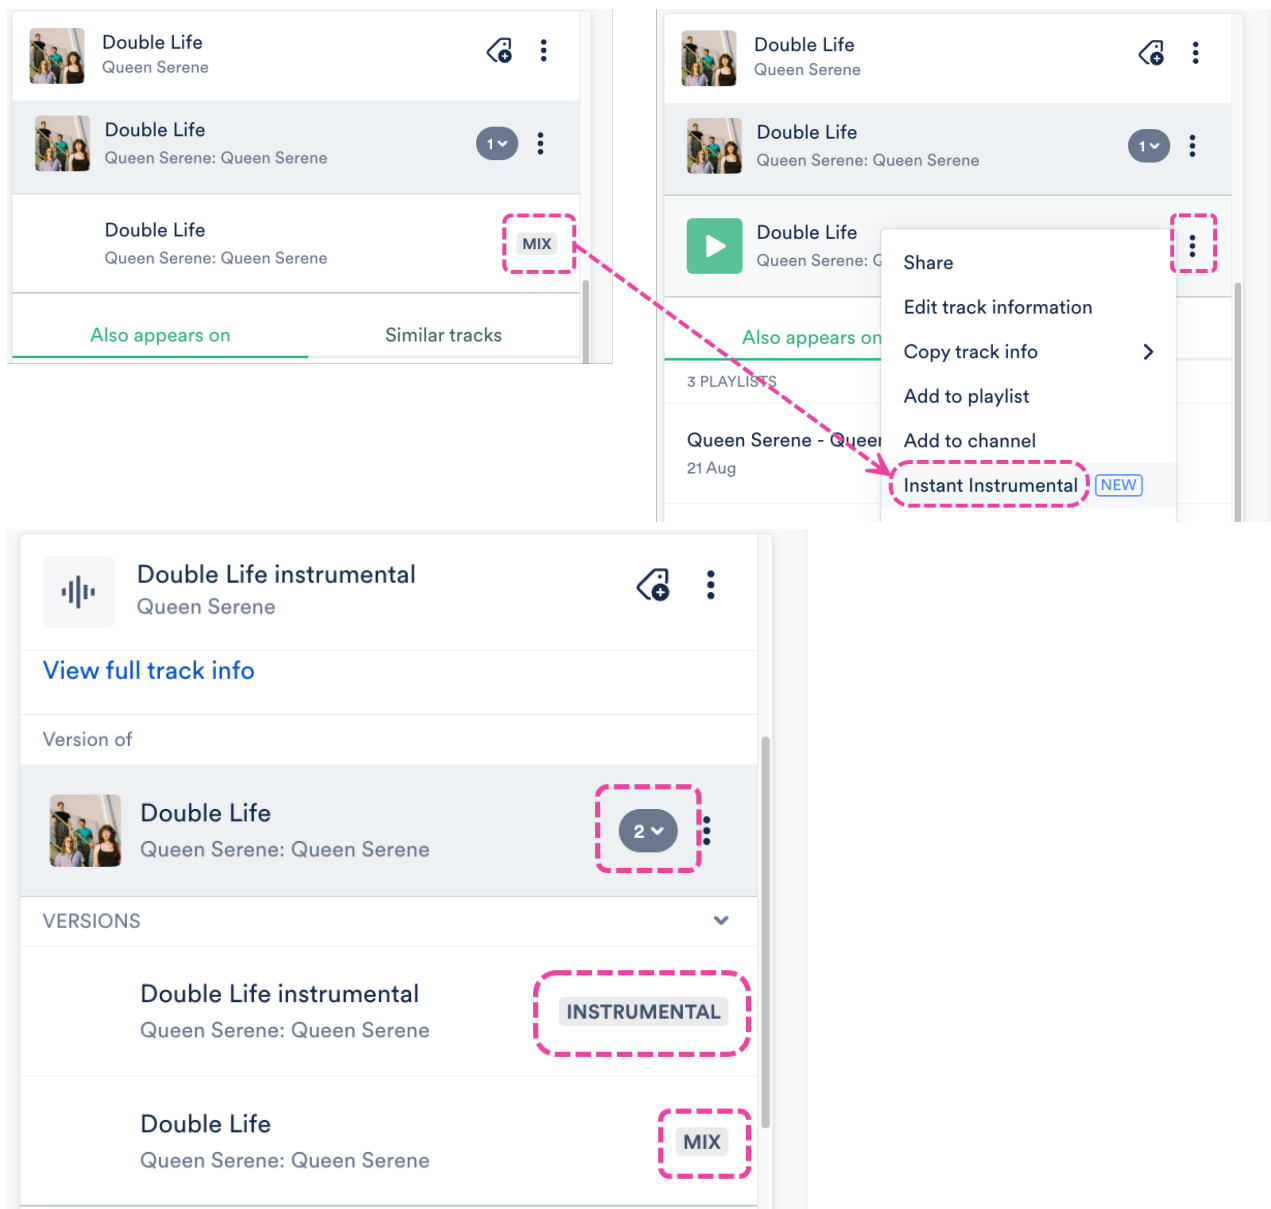 Double Life
Queen Serene
Double Life
Queen Serene: Queen Serene
1
Double Life
Queen Serene: Queen Serene
MIX
Also appears on
Similar tracks
Double Life
Queen Serene
Double Life
Queen Serene: Queen Serene
1
Double Life
Queen Serene:
Share
Edit track information
Copy track info
Add to playlist
Add to channel
Instant Instrumental NEW
Also appears on
3 PLAYLISTS
Queen Serene - Queen
21 Aug
Double Life instrumental
Queen Serene
View full track info
Version of
Double Life
Queen Serene: Queen Serene
2
VERSIONS
Double Life instrumental
Queen Serene: Queen Serene
INSTRUMENTAL
Double Life
Queen Serene: Queen Serene
MIX